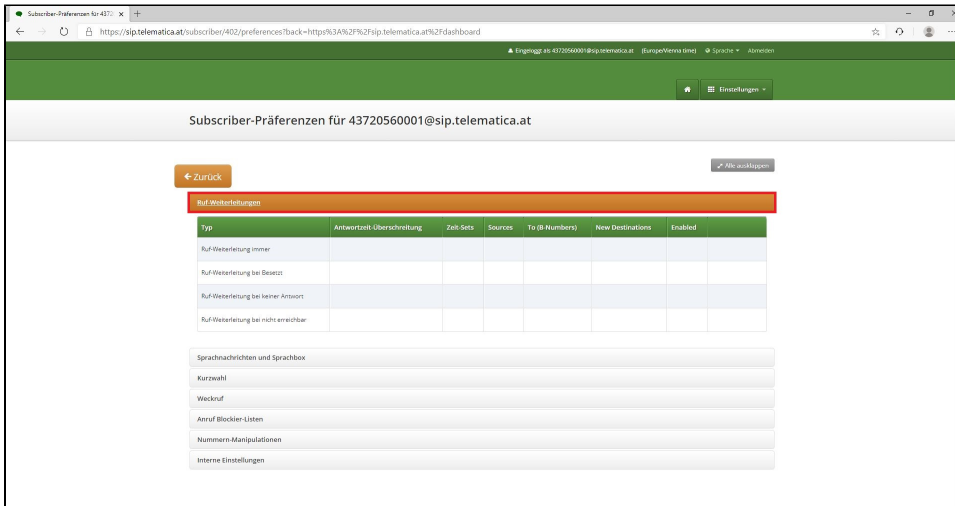 Subscriber-Präferenzen für 4372
https://sip.telematica.at/subscriber/402/preferences?back=https%3A%2F%2Fsip.telematica.at%2Fdashboard
Eingeloggt als 43720560001@sip.telematica.at (Europe/Vienna time) Sprache Abmelden
Einstellungen
Subscriber-Präferenzen für 43720560001@sip.telematica.at
Alle ausklappen
Zurück
Ruf-Weiterleitungen
Typ Antwortzeit-Überschreitung Zeit-Sets Sources To (B-Numbers) New Destinations Enabled
Ruf-Weiterleitung immer
Ruf-Weiterleitung bei Besetzt
Ruf-Weiterleitung bei keiner Antwort
Ruf-Weiterleitung bei nicht erreichbar
Sprachnachrichten und Sprachbox
Kurzwahl
Weckruf
Anruf Blockier-Listen
Nummern-Manipulationen
Interne Einstellungen